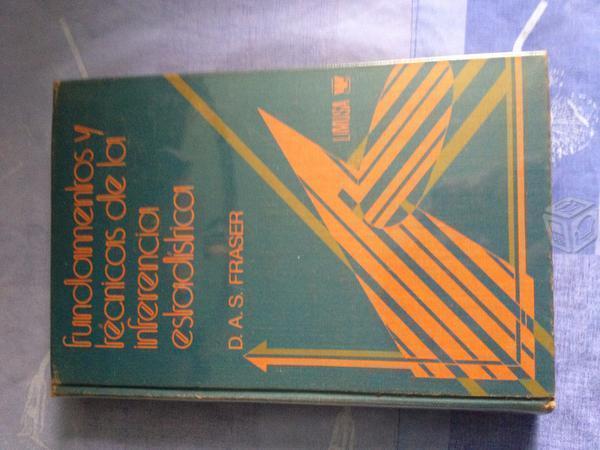 fundamentos y
técnicas de la
inferencia
estadística
D. A. S. FRASER
LIMUSA